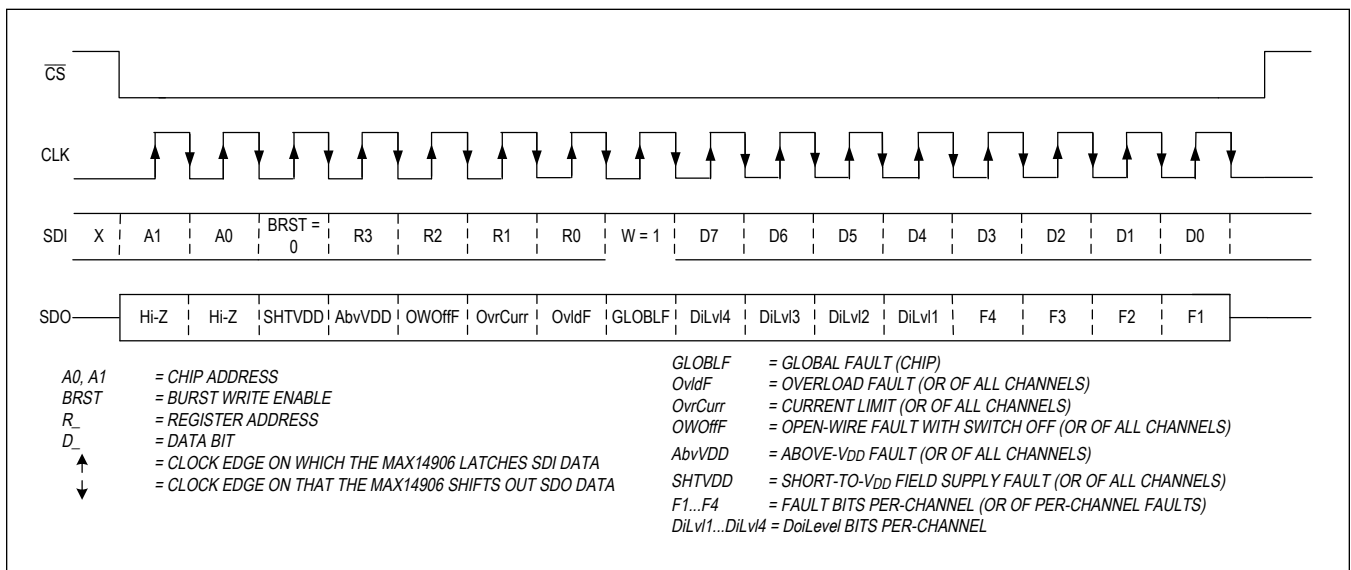 CS
CLK
SDI X A1 A0 BRST = 0 R3 R2 R1 R0 W = 1 D7 D6 D5 D4 D3 D2 D1 D0
SDO Hi-Z Hi-Z SHTVDD AbvVDD OWOffF OvrCurr OvldF GLOBLF DiLvl4 DiLvl3 DiLvl2 DiLvl1 F4 F3 F2 F1
A0, A1 = CHIP ADDRESS
BRST = BURST WRITE ENABLE
R_ = REGISTER ADDRESS
D_ = DATA BIT
= CLOCK EDGE ON WHICH THE MAX14906 LATCHES SDI DATA
= CLOCK EDGE ON THAT THE MAX14906 SHIFTS OUT SDO DATA
GLOBLF = GLOBAL FAULT (CHIP)
OvldF = OVERLOAD FAULT (OR OF ALL CHANNELS)
OvrCurr = CURRENT LIMIT (OR OF ALL CHANNELS)
OWOffF = OPEN-WIRE FAULT WITH SWITCH OFF (OR OF ALL CHANNELS)
AbvVDD = ABOVE-VDD FAULT (OR OF ALL CHANNELS)
SHTVDD = SHORT-TO-VDD FIELD SUPPLY FAULT (OR OF ALL CHANNELS)
F1...F4 = FAULT BITS PER-CHANNEL (OR OF PER-CHANNEL FAULTS)
DiLvl1...DiLvl4 = DoiLevel BITS PER-CHANNEL